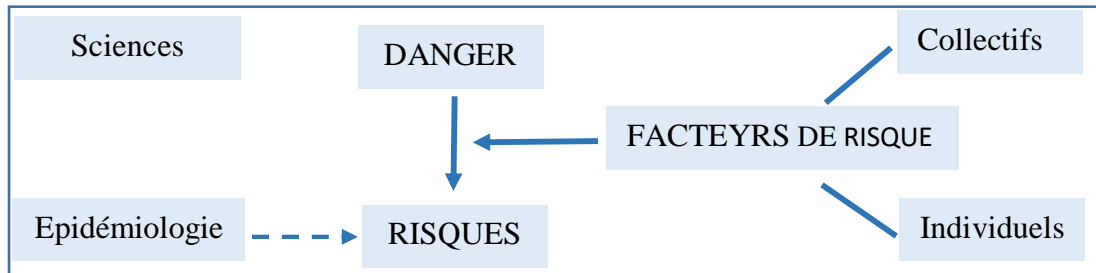 Sciences
DANGER
Collectifs
FACTEYRS DE RISQUE
Epidémiologie
RISQUES
Individuels